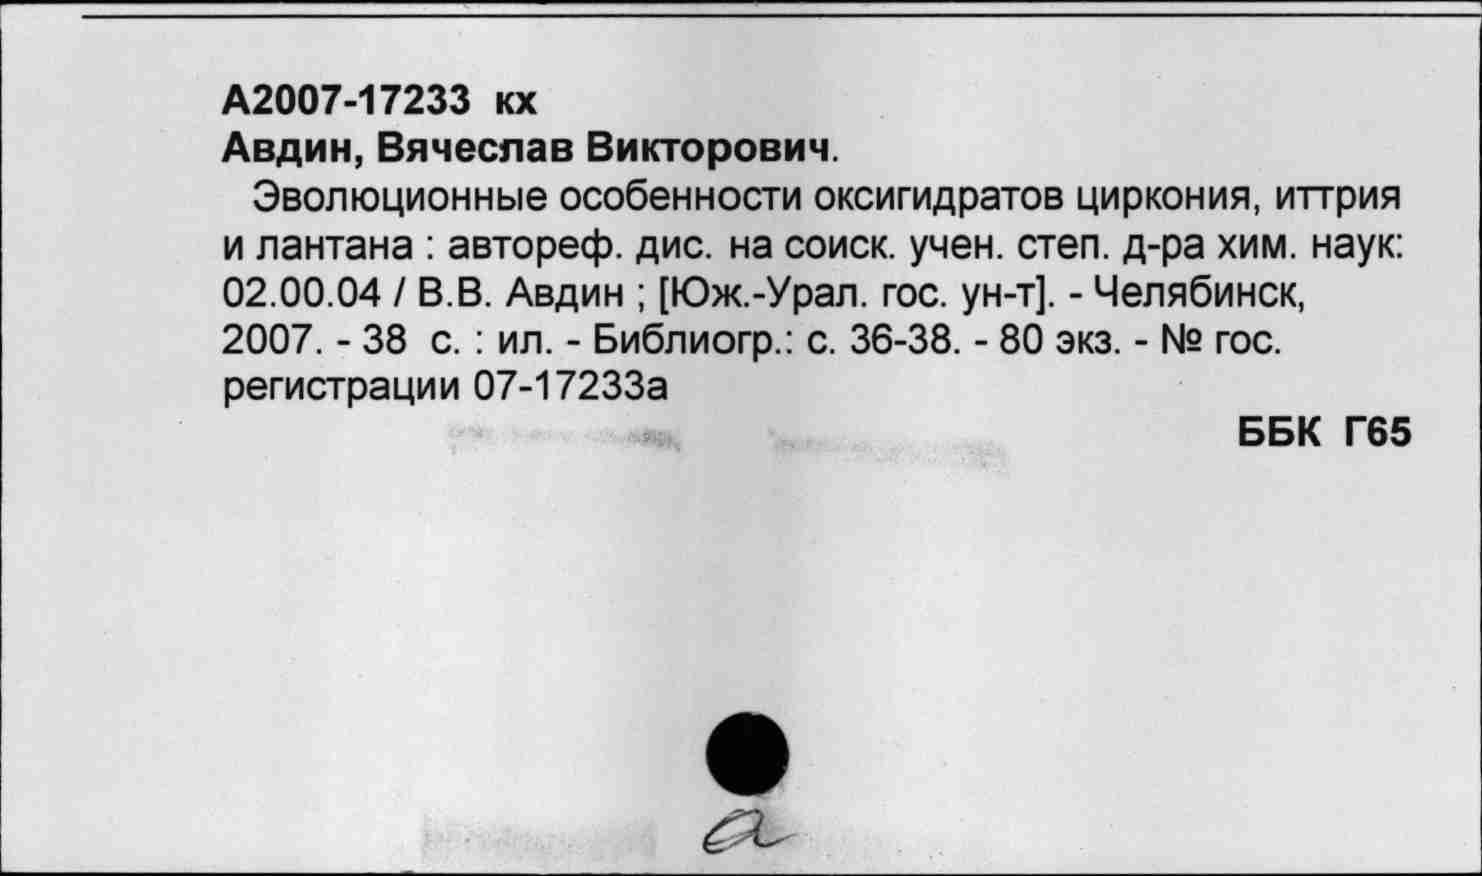 А2007-17233 кх
Авдин, Вячеслав Викторович.
Эволюционные особенности оксигидратов циркония, иттрия
и лантана : автореф. дис. на соиск. учен. степ. д-ра хим. наук:
02.00.04 / В.В. Авдин ; [Юж.-Урал. гос. ун-т]. - Челябинск,
2007. - 38 с. : ил. - Библиогр.: с. 36-38. - 80 экз. - № гос.
регистрации 07-17233а
ББК Г65
а